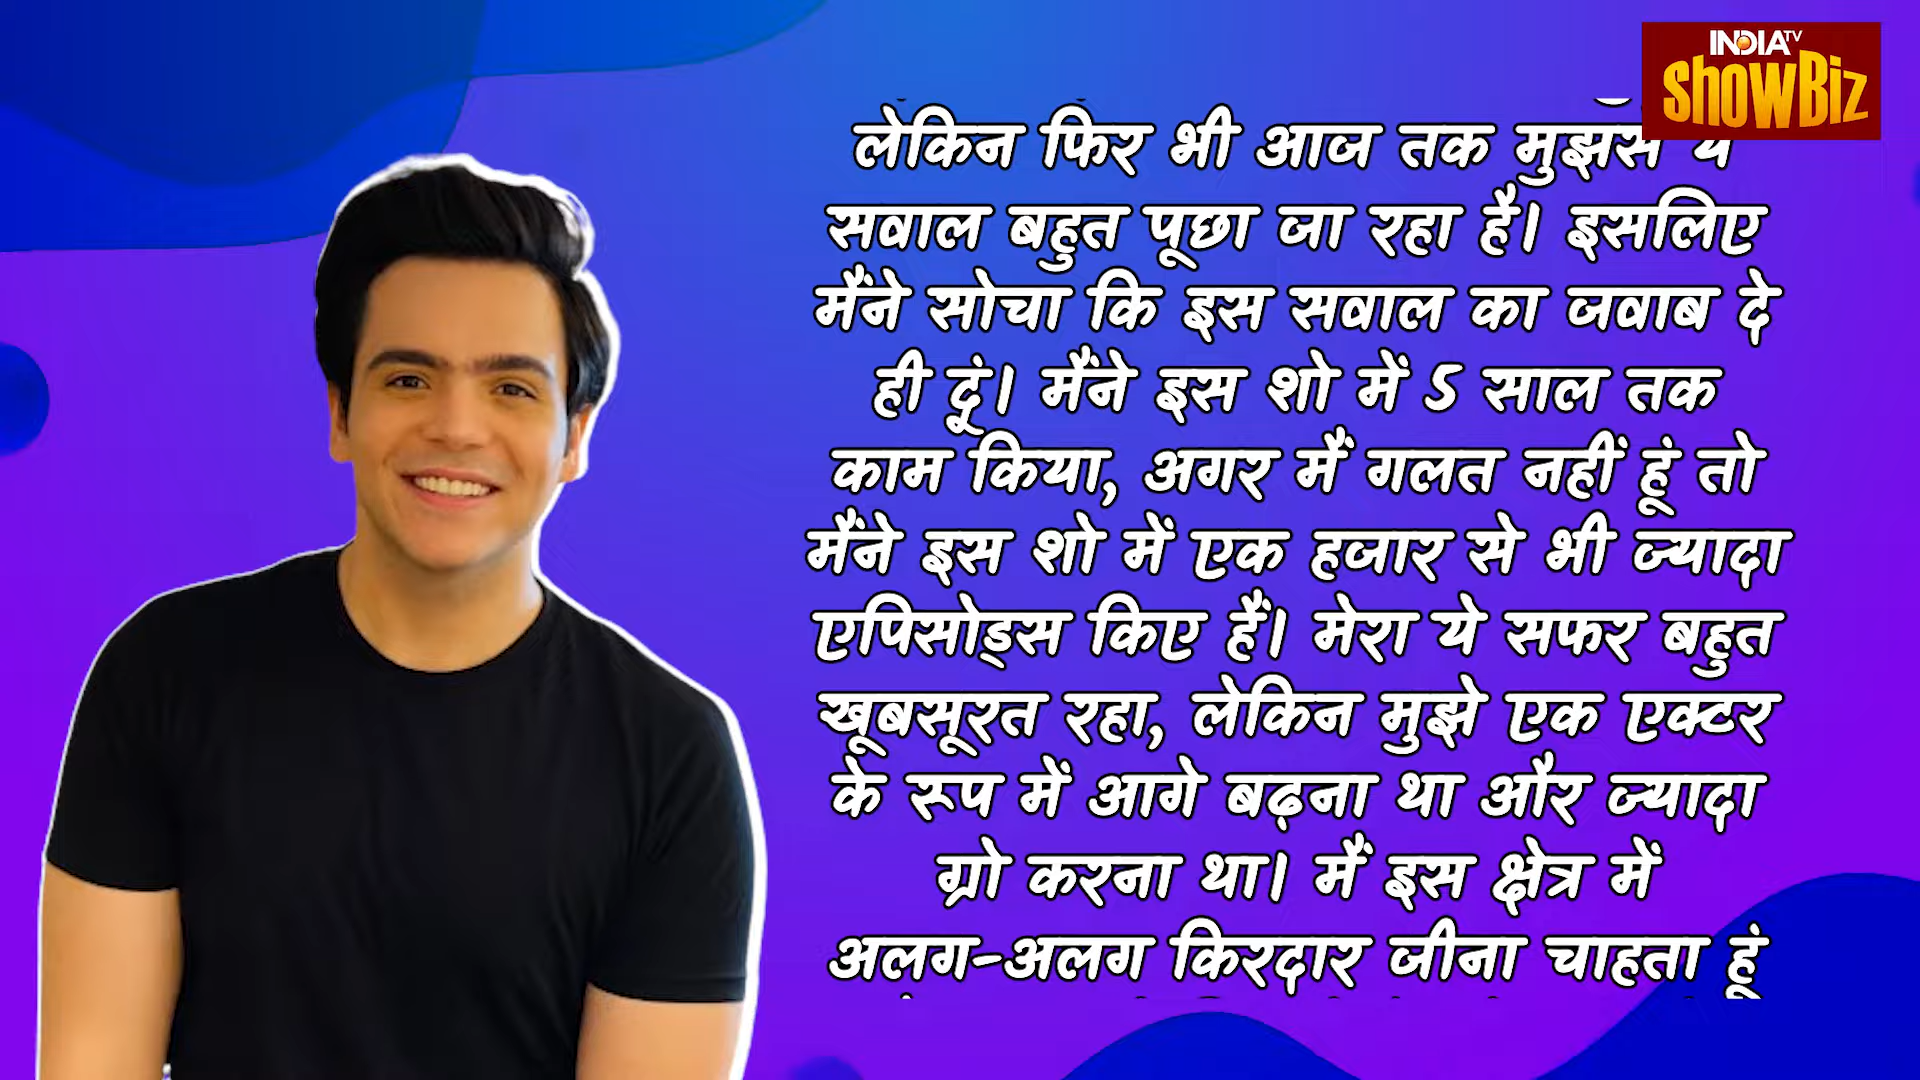 INDIA TV
ShowBiz
लेकिन फिर भी आज तक मुझसे ये
सवाल बहुत पूछा जा रहा है। इसलिए
मैंने सोचा कि इस सवाल का जवाब दे
ही दूं। मैंने इस शो में 5 साल तक
काम किया, अगर मैं गलत नहीं हूं तो
मैंने इस शो में एक हजार से भी ज्यादा
एपिसोड्स किए हैं। मेरा ये सफर बहुत
खूबसूरत रहा, लेकिन मुझे एक एक्टर
के रूप में आगे बढ़ना था और ज्यादा
ग्रो करना था। मैं इस क्षेत्र में
अलग-अलग किरदार जीना चाहता हूं